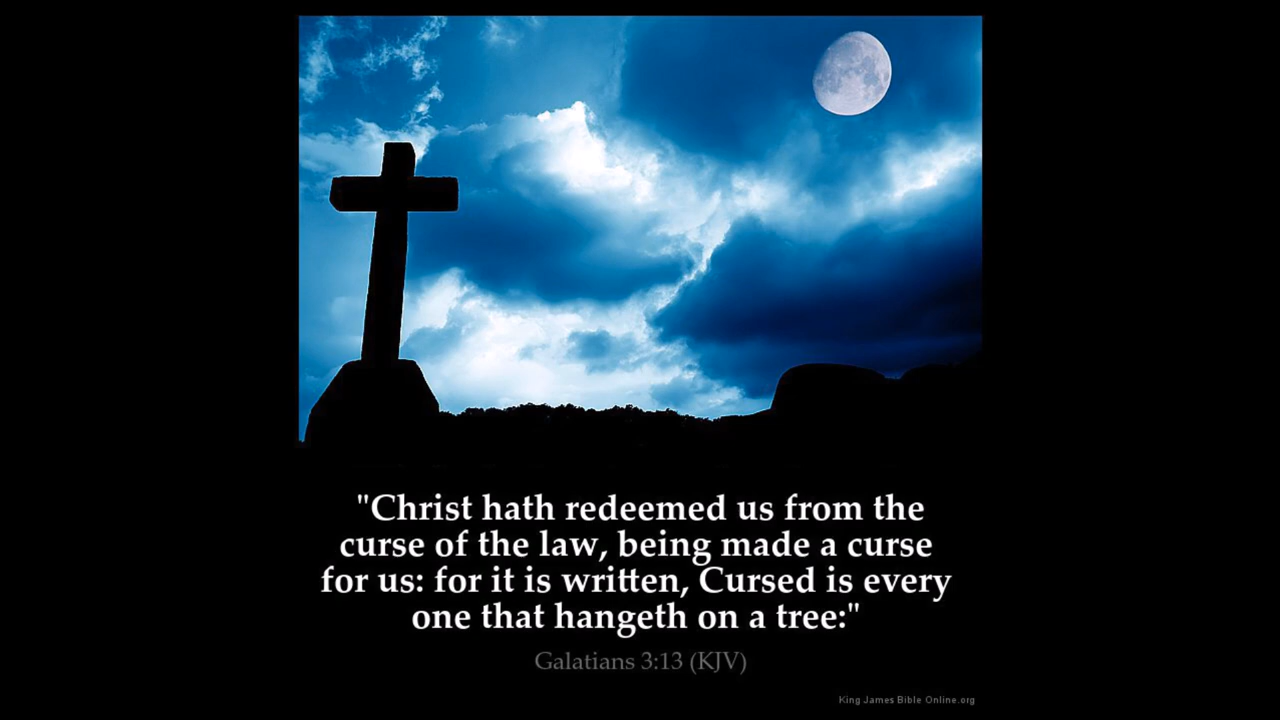 "Christ hath redeemed us from the
curse of the law, being made a curse
for us: for it is written, Cursed is every
one that hangeth on a tree:"
Galatians 3:13 (KJV)
King James Bible Online.org